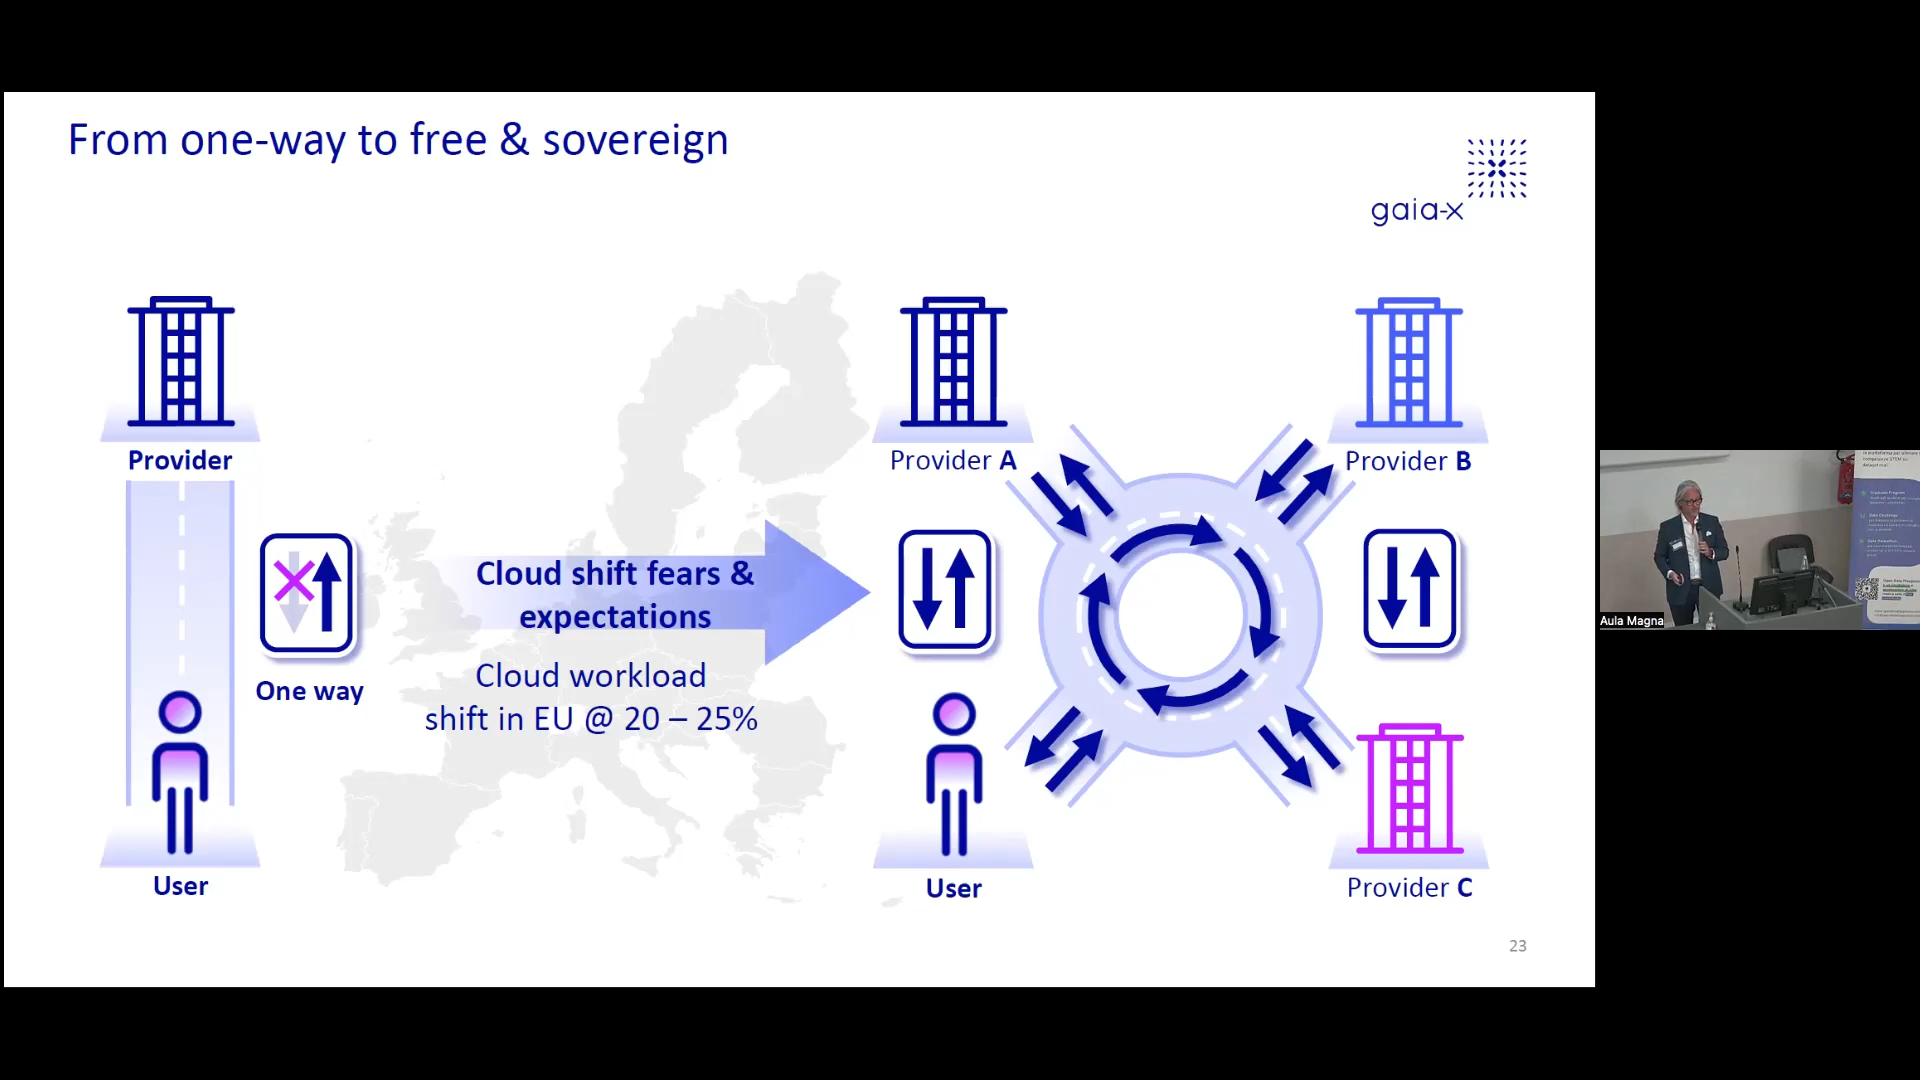 From one-way to free & sovereign
gaia-x
Provider
One way
User
Cloud shift fears &
expectations
Cloud workload
shift in EU @ 20 – 25%
Provider A
Provider B
User
Provider C
23
Aula Magna